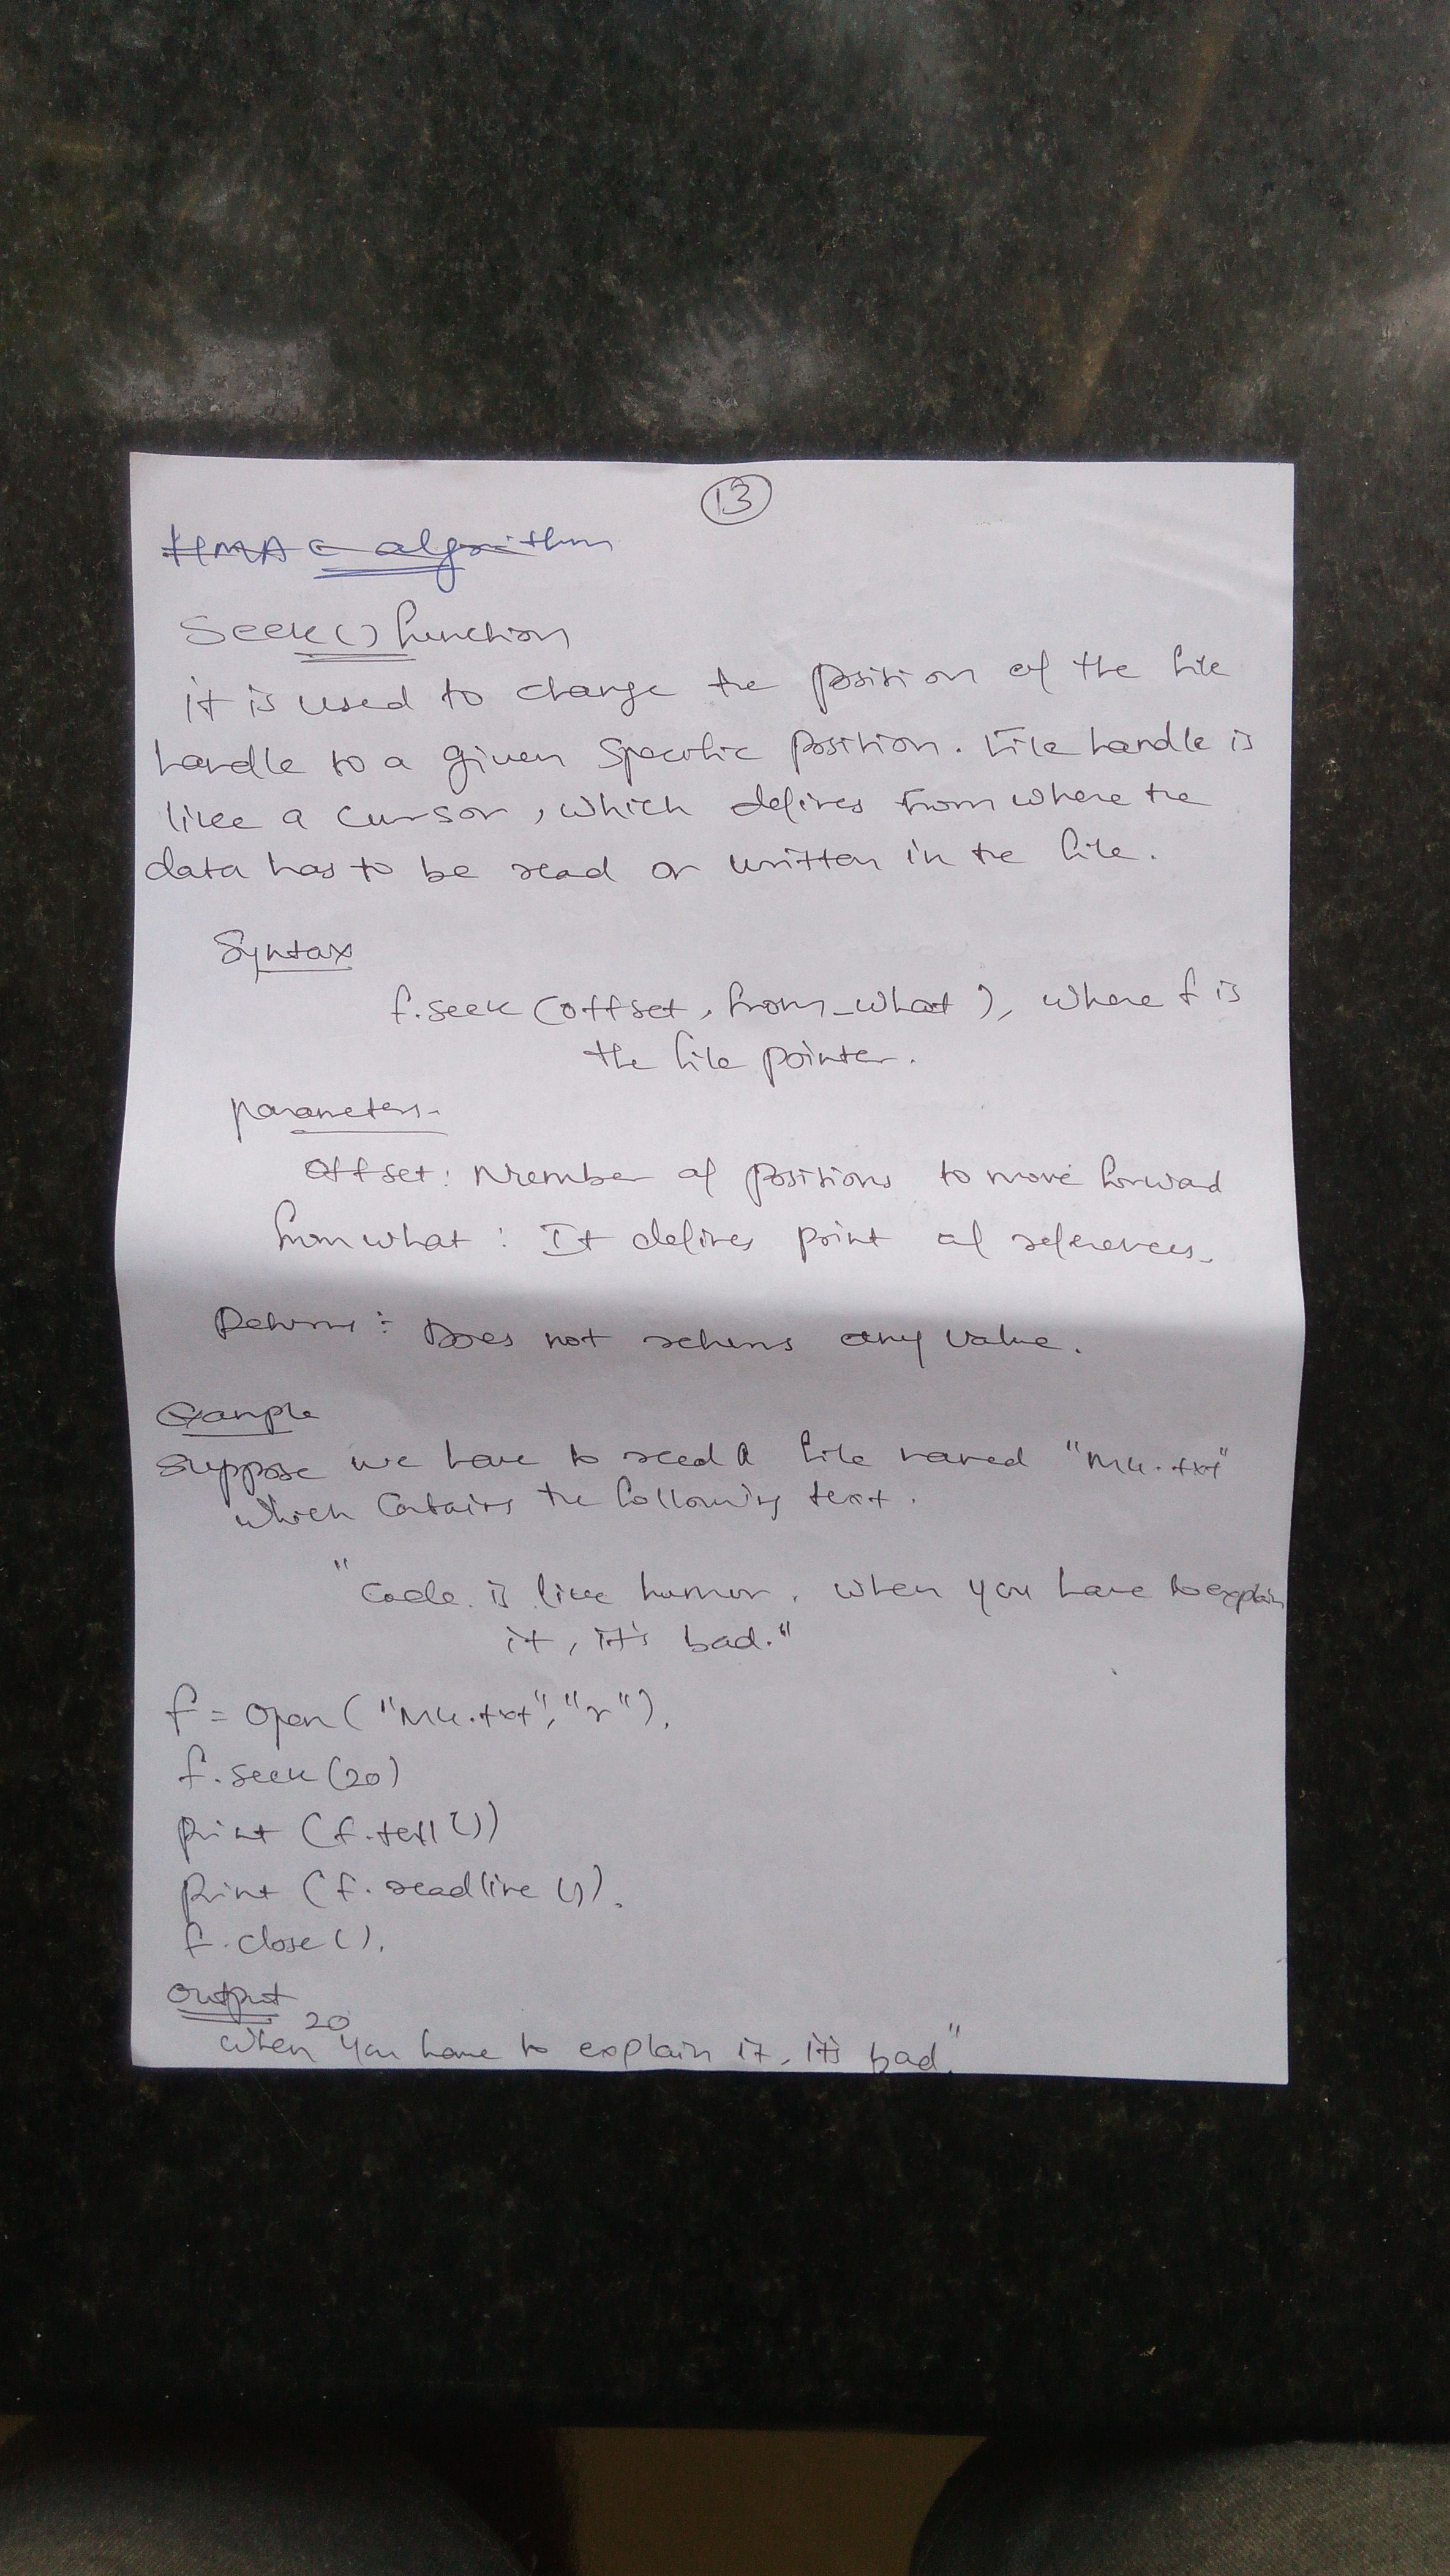 13
HMAC algorithm
Seek() function
it is used to change the position of the file
handle to a given specific position. File handle is
like a cursor, which defines from where the
data has to be read or written in the file.
Syntax
f.seek (offset, from_what), where f is
the file pointer.
parameters-
Offset: Number of positions to move forward
from what : It defines point of references.
Returns : Does not returns any value.
Example
Suppose we have to read a file named "Mk.txt"
which Contains the following text.
"Code is like humor. when you have to explain
it, it's bad."
f = open ("Mk.txt", "r").
f. seek (20)
print (f.tell ())
print (f. readline ()).
f. close ().
Output
20
When you have to explain it, it's bad."